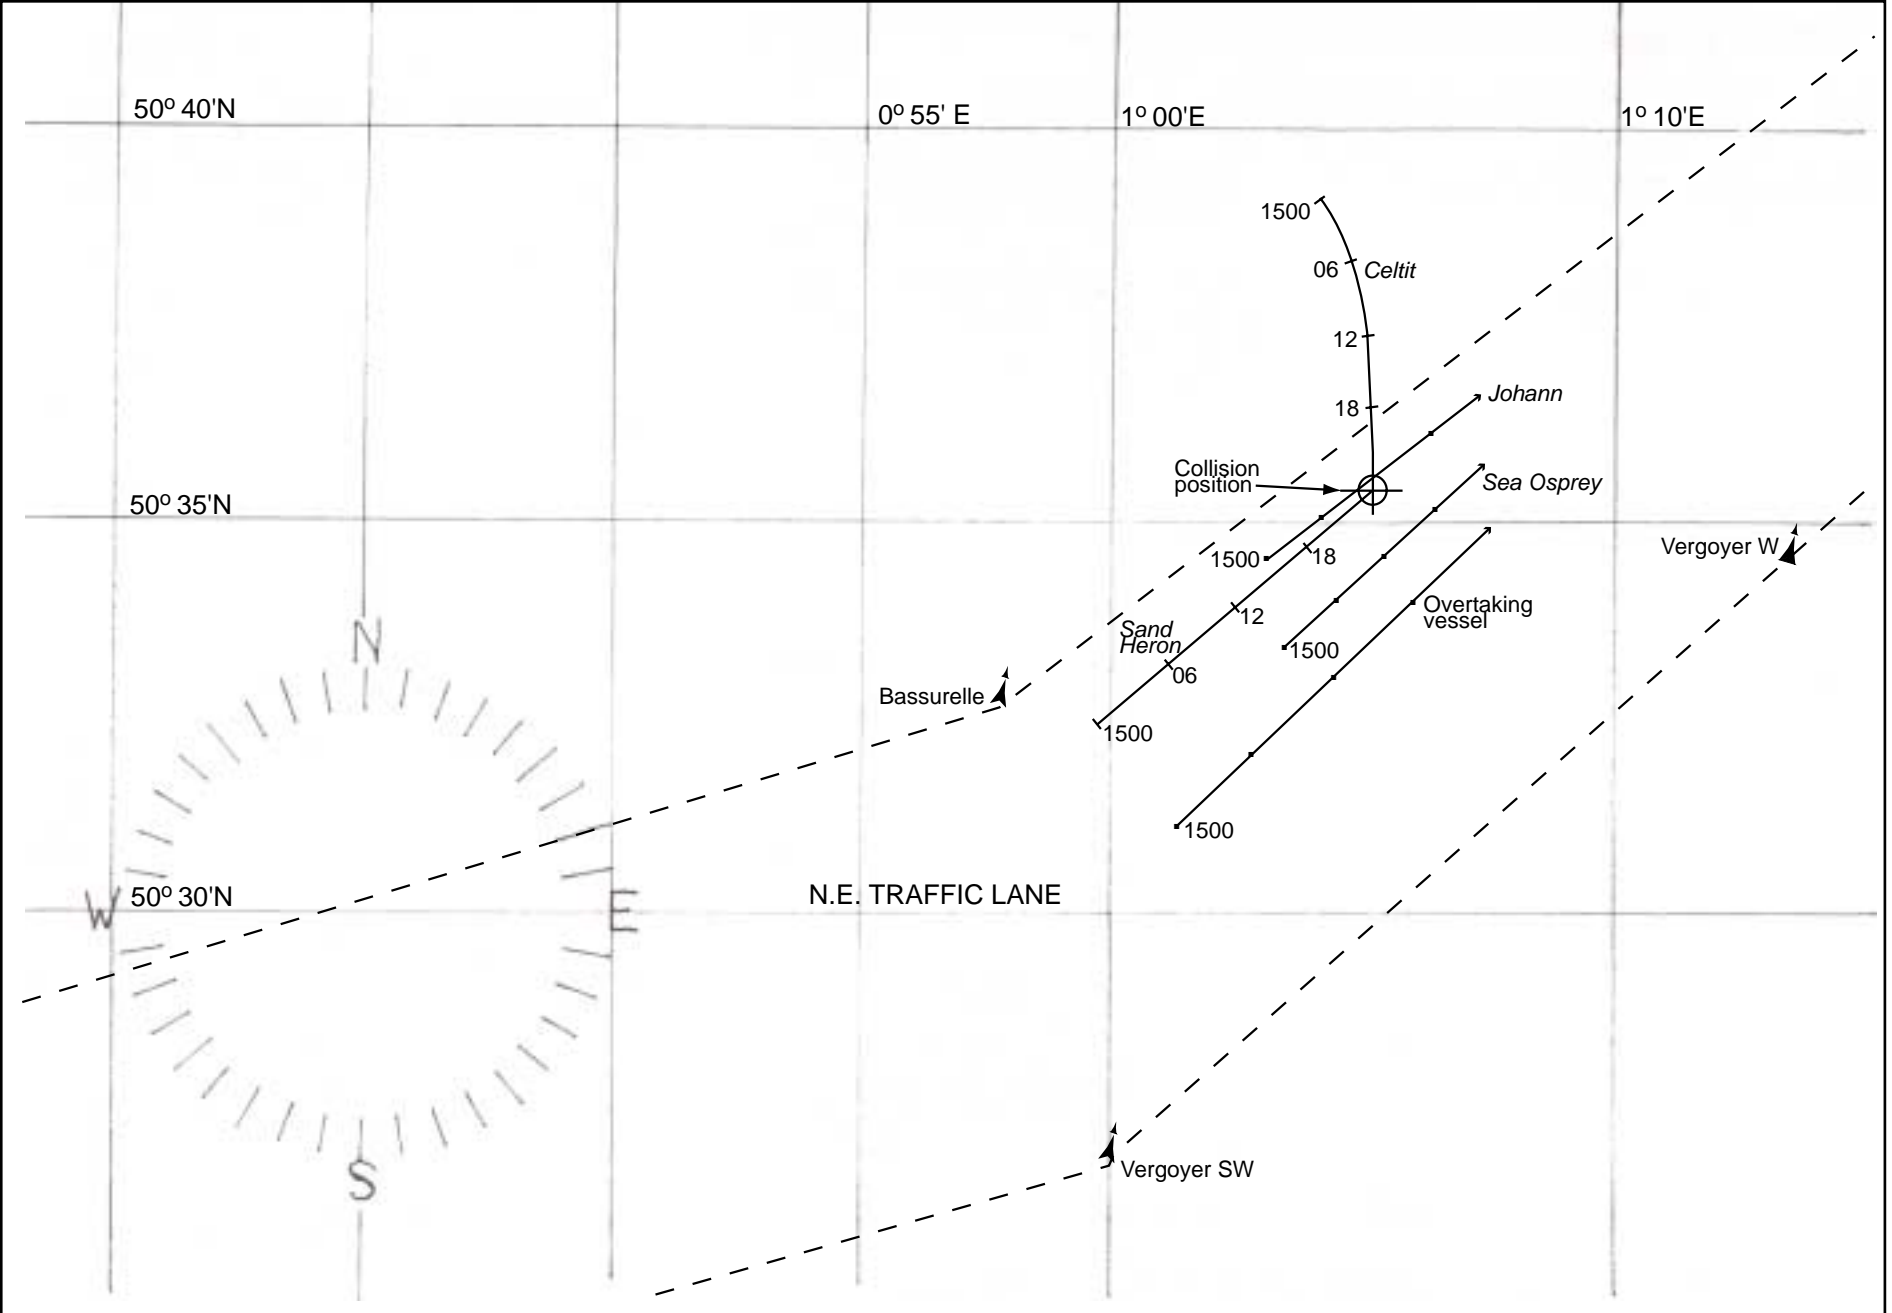 50º 40'N
0º 55' E
1º 00'E
1º 10'E
1500
06
Celtit
12
18
Johann
Collision
position
Sea Osprey
50º 35'N
1500
18
Vergoyer W
12
Overtaking
vessel
Sand
Heron
1500
06
Bassurelle
1500
1500
N
W
50º 30'N
E
N.E. TRAFFIC LANE
S
Vergoyer SW